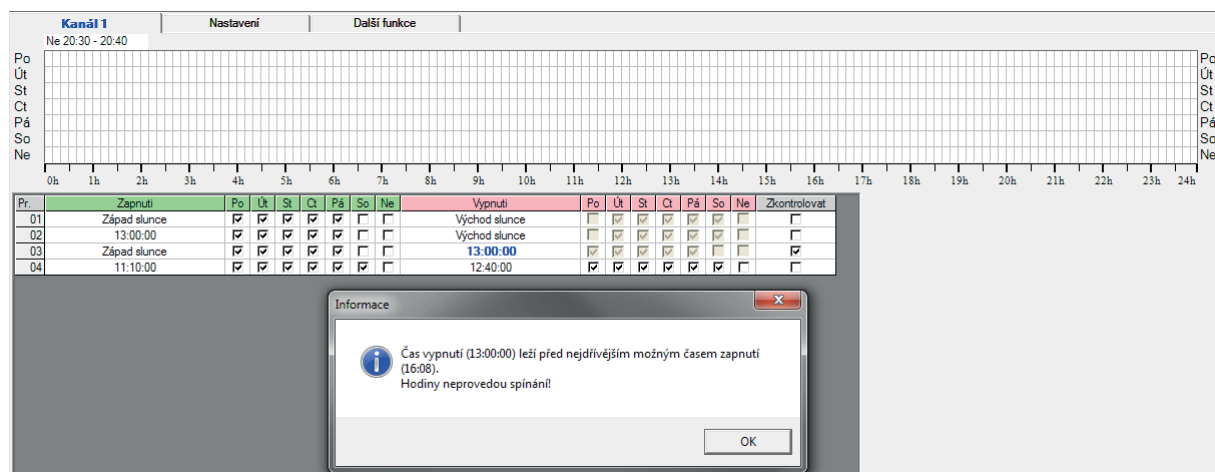 Kanál 1 Nastavení Další funkce
Ne 20:30 - 20:40
Po Po
Út Út
St St
Ct Ct
Pá Pá
So So
Ne Ne
0h 1h 2h 3h 4h 5h 6h 7h 8h 9h 10h 11h 12h 13h 14h 15h 16h 17h 18h 19h 20h 21h 22h 23h 24h
Pr. Zapnutí Po Út St Ct Pá So Ne Vypnutí Po Út St Ct Pá So Ne Zkontrolovat
01 Západ slunce Východ slunce
02 13:00:00 Východ slunce
03 Západ slunce 13:00:00
04 11:10:00 12:40:00
Informace
Čas vypnutí (13:00:00) leží před nejdřívějším možným časem zapnutí
(16:08).
Hodiny neprovedou spínání!
OK